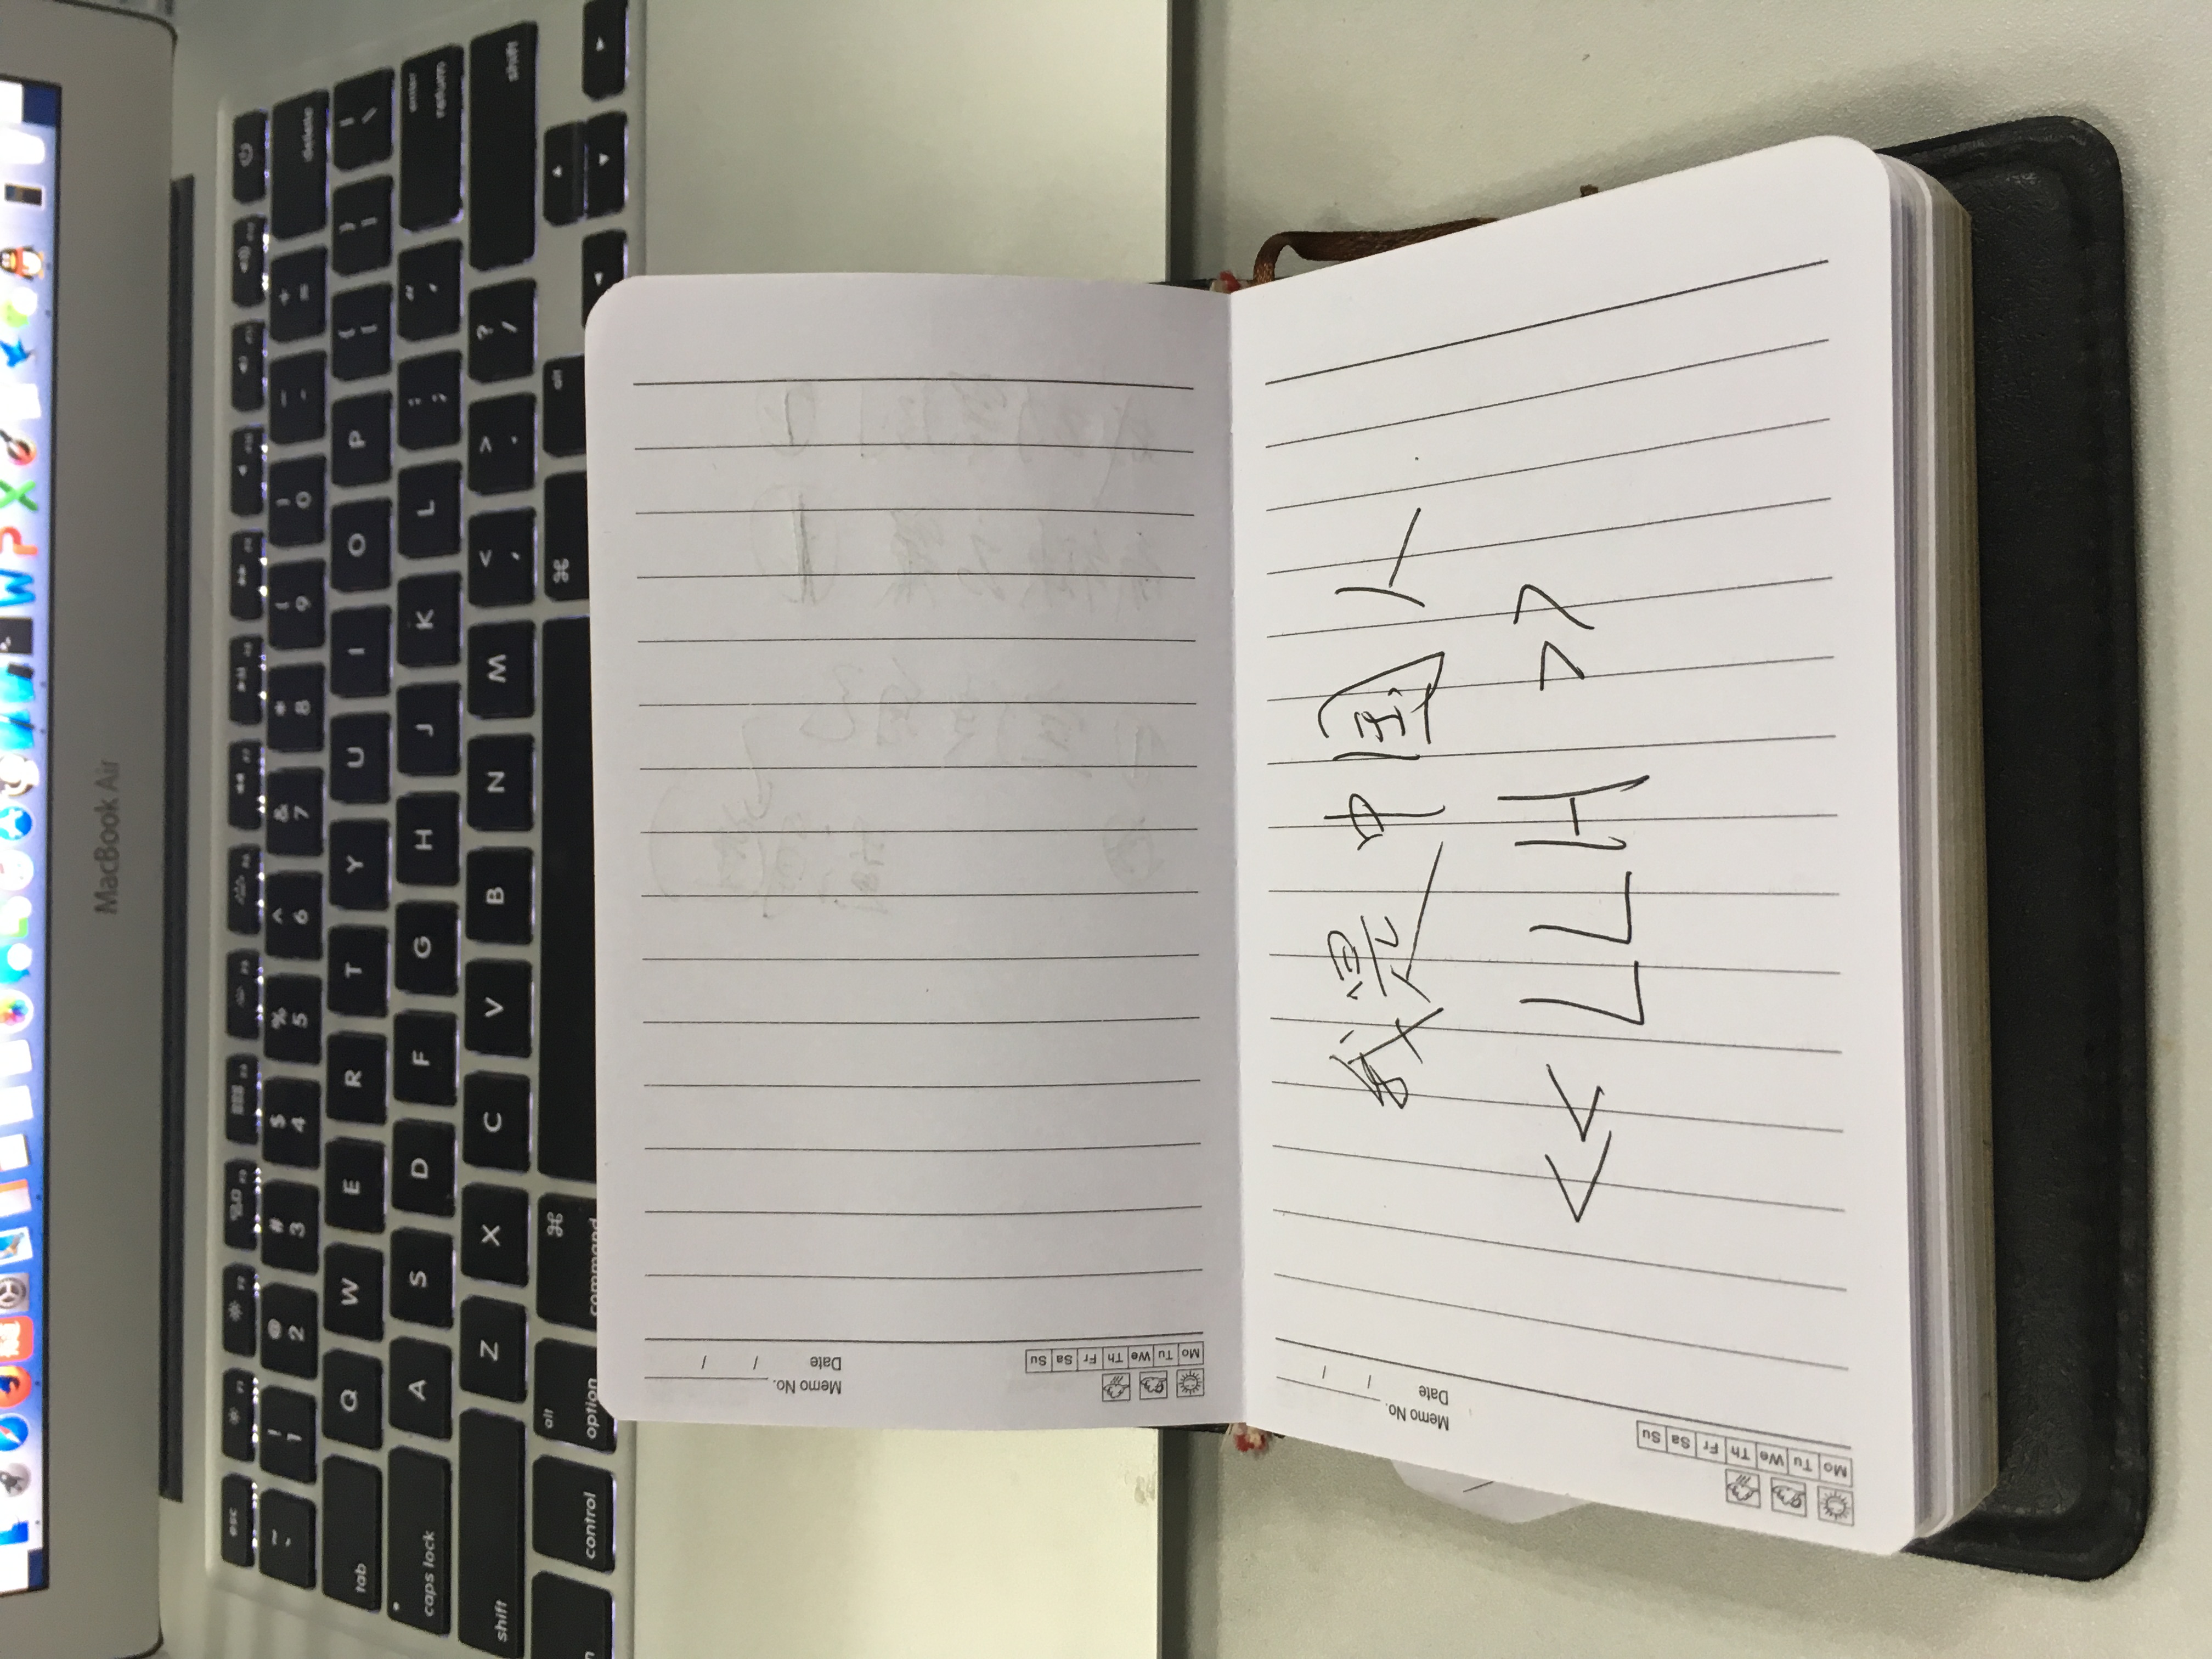 MacBook Air
esc F1 F2 F3 F4 F5 F6 F7 F8 F9 F10 F11 F12
~ ` ! 1 @ 2 # 3 $ 4 % 5 ^ 6 & 7 * 8 ( 9 ) 0 — - + = delete
tab Q W E R T Y U I O P { [ } ] | \
caps lock A S D F G H J K L : ; " ' enter return
shift Z X C V B N M < , > . ? / shift
control alt option ⌘ command ⌘ alt
Memo No.
Date / /
Mo Tu We Th Fr Sa Su
Memo No.
Date / /
Mo Tu We Th Fr Sa Su
我是中国人.
<<LLH>>